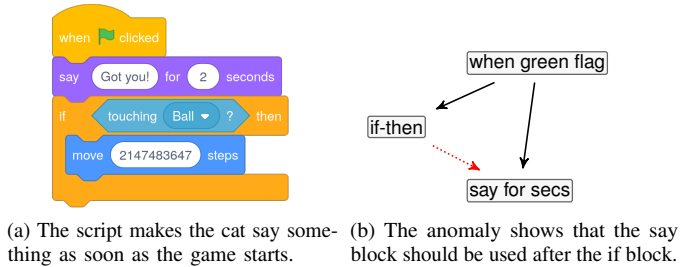 when clicked
say Got you! for 2 seconds
If touching Ball ? then
move 2147483647 steps
(a) The script makes the cat say some-
thing as soon as the game starts.
when green flag
if-then
say for secs
(b) The anomaly shows that the say
block should be used after the if block.